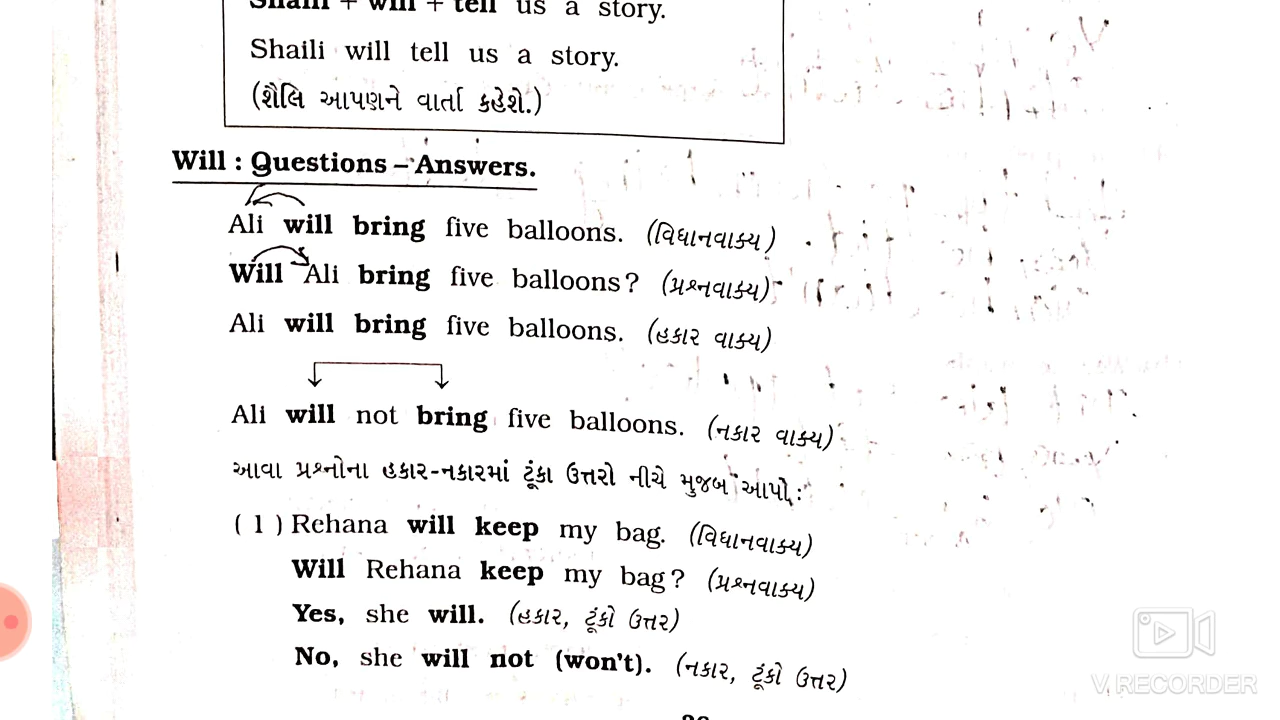 Shaili + will + tell us a story.
Shaili will tell us a story.
(શૈલિ આપણને વાર્તા કહેશે.)
Will : Questions – Answers.
Ali will bring five balloons. (વિધાનવાક્ય)
Will Ali bring five balloons? (પ્રશ્નવાક્ય)
Ali will bring five balloons. (હકાર વાક્ય)
Ali will not bring five balloons. (નકાર વાક્ય)
આવા પ્રશ્નોના હકાર-નકારમાં ટૂંકા ઉત્તરો નીચે મુજબ આપો :
( 1 ) Rehana will keep my bag. (વિધાનવાક્ય)
Will Rehana keep my bag? (પ્રશ્નવાક્ય)
Yes, she will. (હકાર, ટૂંકો ઉત્તર)
No, she will not (won't). (નકાર, ટૂંકો ઉત્તર)
V.RECORDER